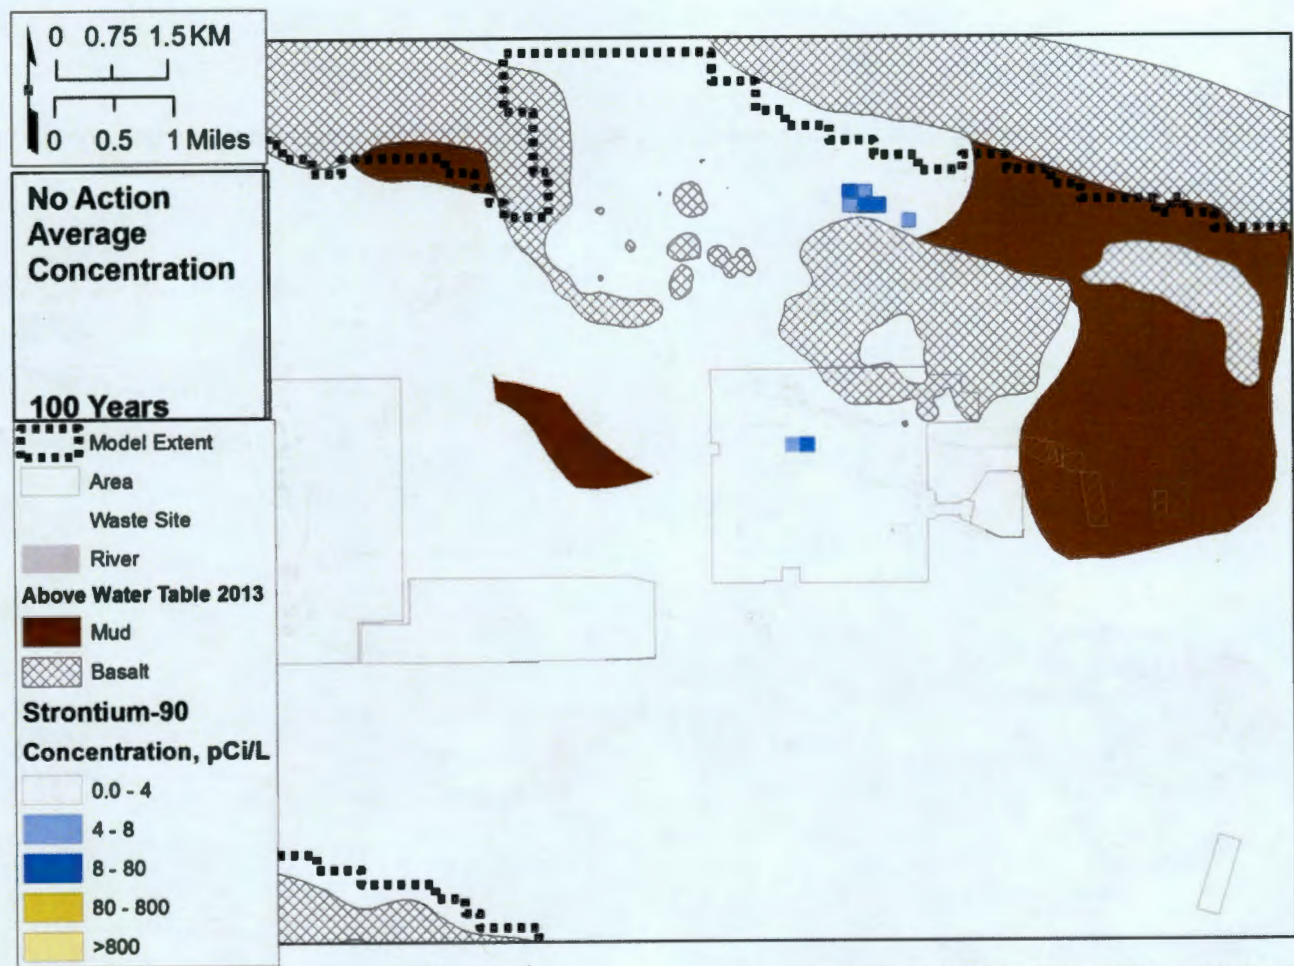 0 0.75 1.5 KM
0 0.5 1 Miles
No Action
Average
Concentration
100 Years
Model Extent
Area
Waste Site
River
Above Water Table 2013
Mud
Basalt
Strontium-90
Concentration, pCi/L
0.0 - 4
4 - 8
8 - 80
80 - 800
>800